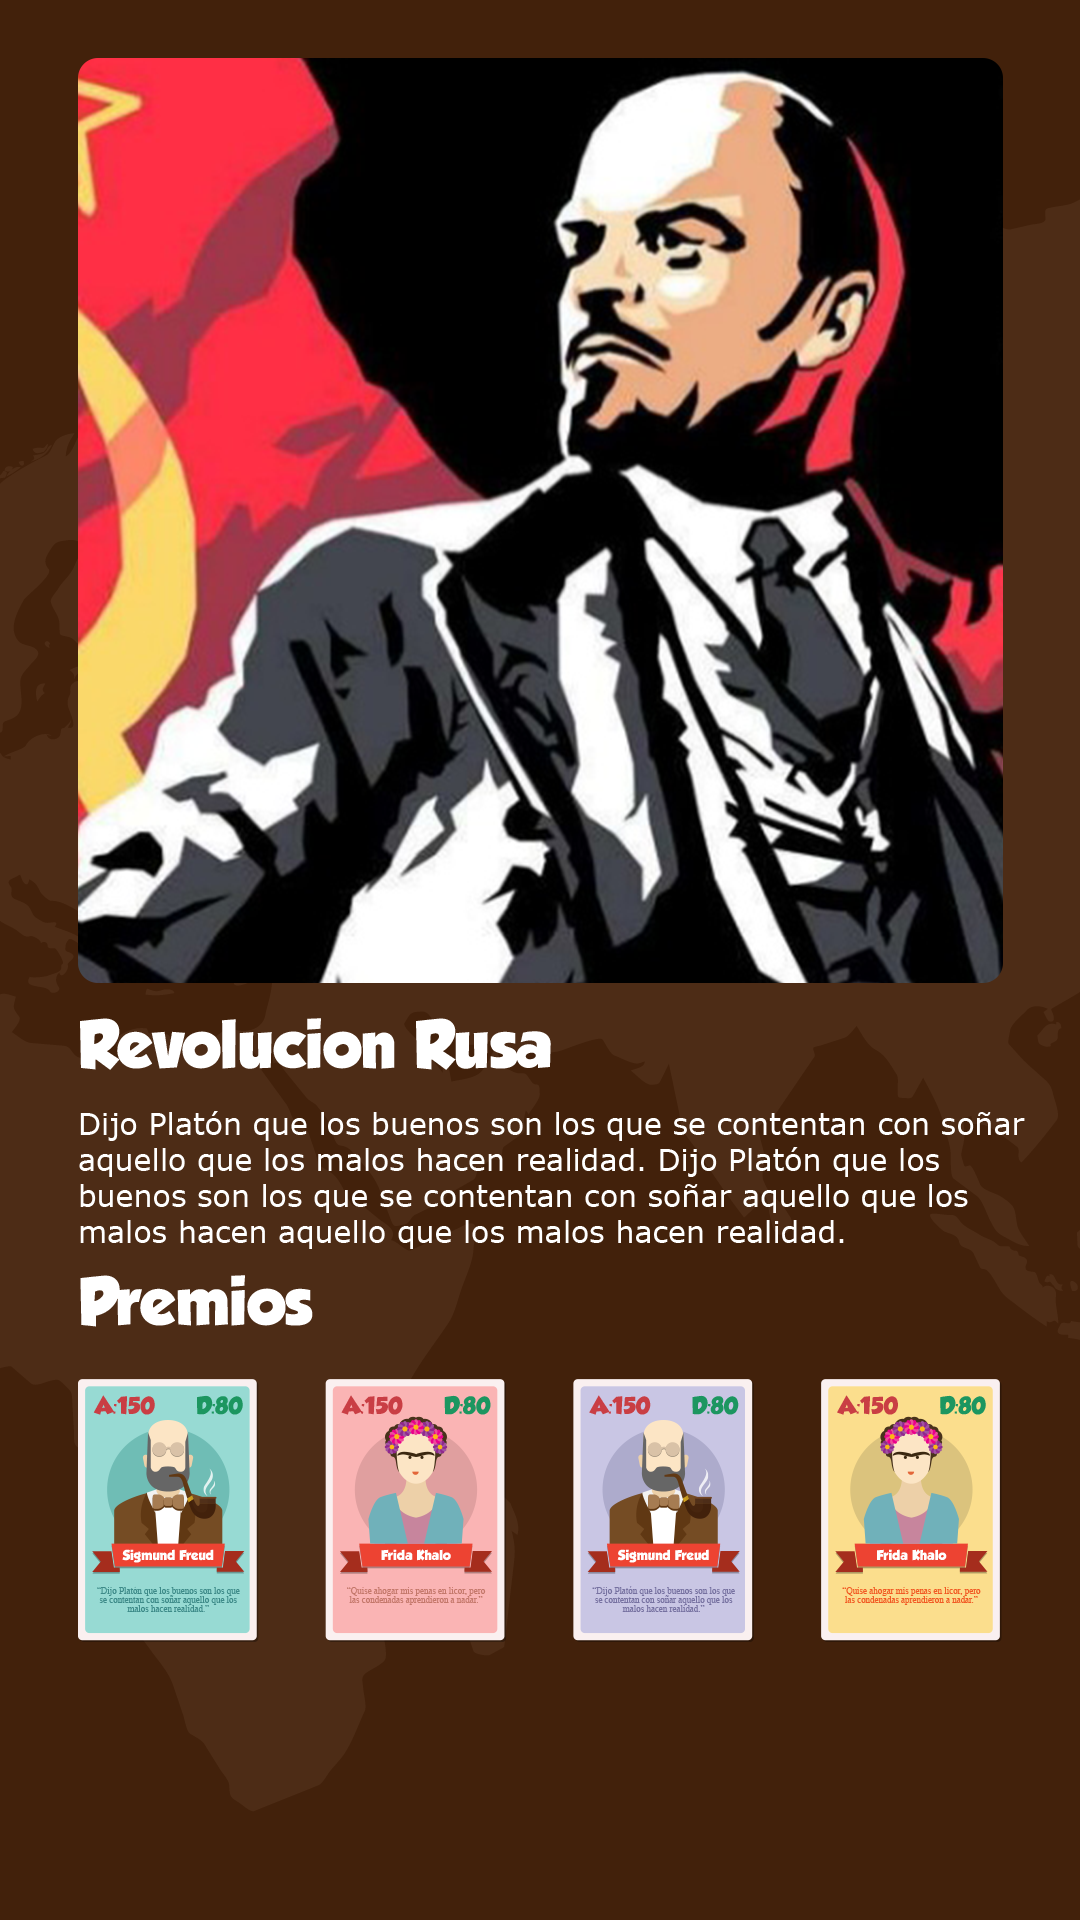 Revolucion Rusa
Dijo Platón que los buenos son los que se contentan con soñar
aquello que los malos hacen realidad. Dijo Platón que los
buenos son los que se contentan con soñar aquello que los
malos hacen aquello que los malos hacen realidad.
Premios
A:150 D:80
Sigmund Freud
"Dijo Platón que los buenos son los que
se contentan con soñar aquello que los
malos hacen realidad."
A:150 D:80
Frida Khalo
"Quise ahogar mis penas en licor, pero
las condenadas aprendieron a nadar."
A:150 D:80
Sigmund Freud
"Dijo Platón que los buenos son los que
se contentan con soñar aquello que los
malos hacen realidad."
A:150 D:80
Frida Khalo
"Quise ahogar mis penas en licor, pero
las condenadas aprendieron a nadar."